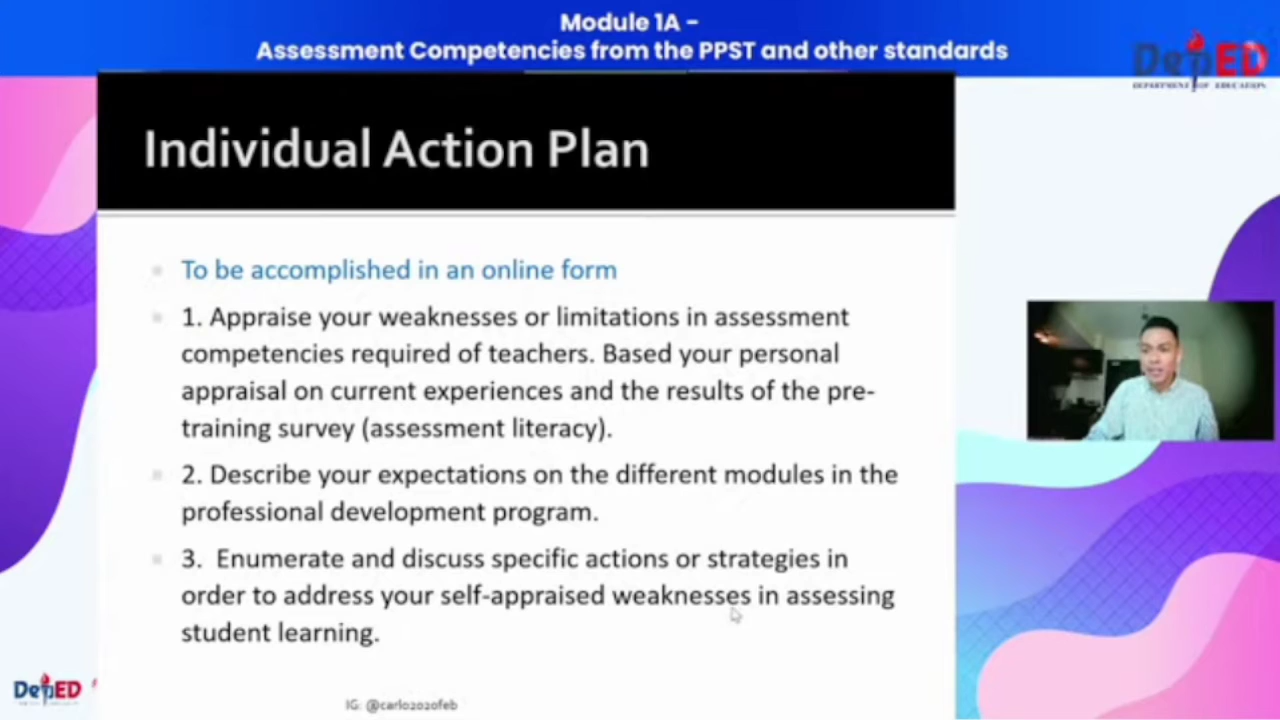 Module 1A -
Assessment Competencies from the PPST and other standards
DepED
DEPARTMENT OF EDUCATION
Individual Action Plan
To be accomplished in an online form
1. Appraise your weaknesses or limitations in assessment
competencies required of teachers. Based your personal
appraisal on current experiences and the results of the pre-
training survey (assessment literacy).
2. Describe your expectations on the different modules in the
professional development program.
3. Enumerate and discuss specific actions or strategies in
order to address your self-appraised weaknesses in assessing
student learning.
DepED
IG: @carlo2020feb